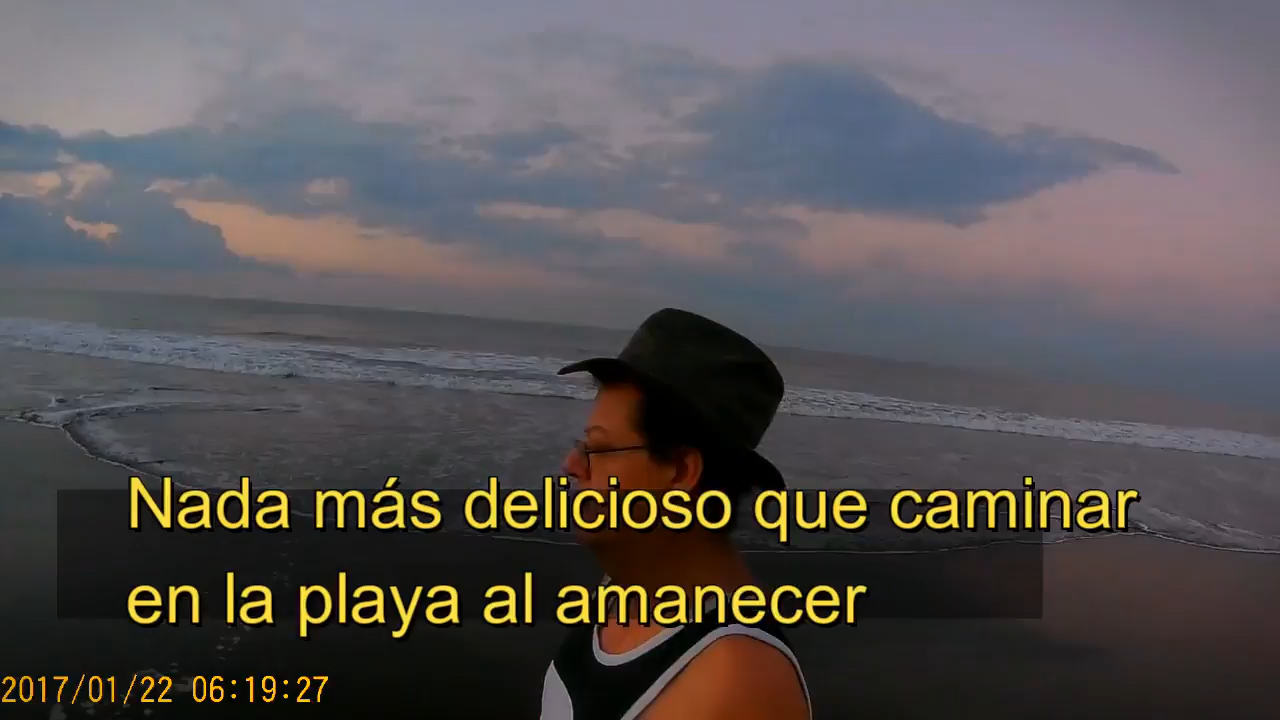 Nada más delicioso que caminar
en la playa al amanecer
2017/01/22 06:19:27